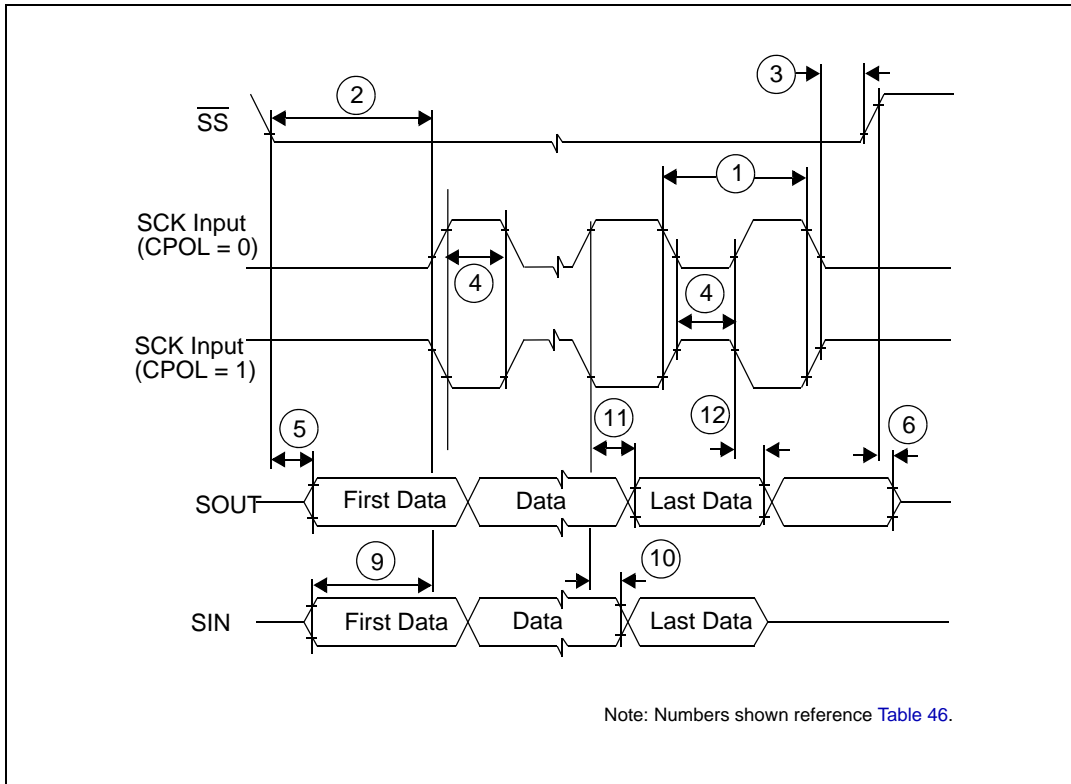 3
2
SS
1
SCK Input
(CPOL = 0)
4
4
SCK Input
(CPOL = 1)
11
12
5
6
SOUT
First Data
Data
Last Data
9
10
SIN
First Data
Data
Last Data
Note: Numbers shown reference Table 46.